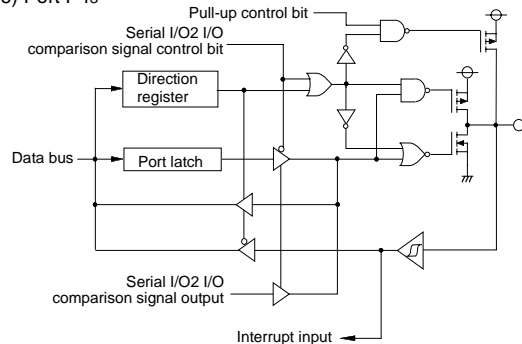 Port
Pull-up control bit
Serial I/O2 I/O
comparison signal control bit
Direction
register
Data bus
Port latch
Serial I/O2 I/O
comparison signal output
Interrupt input